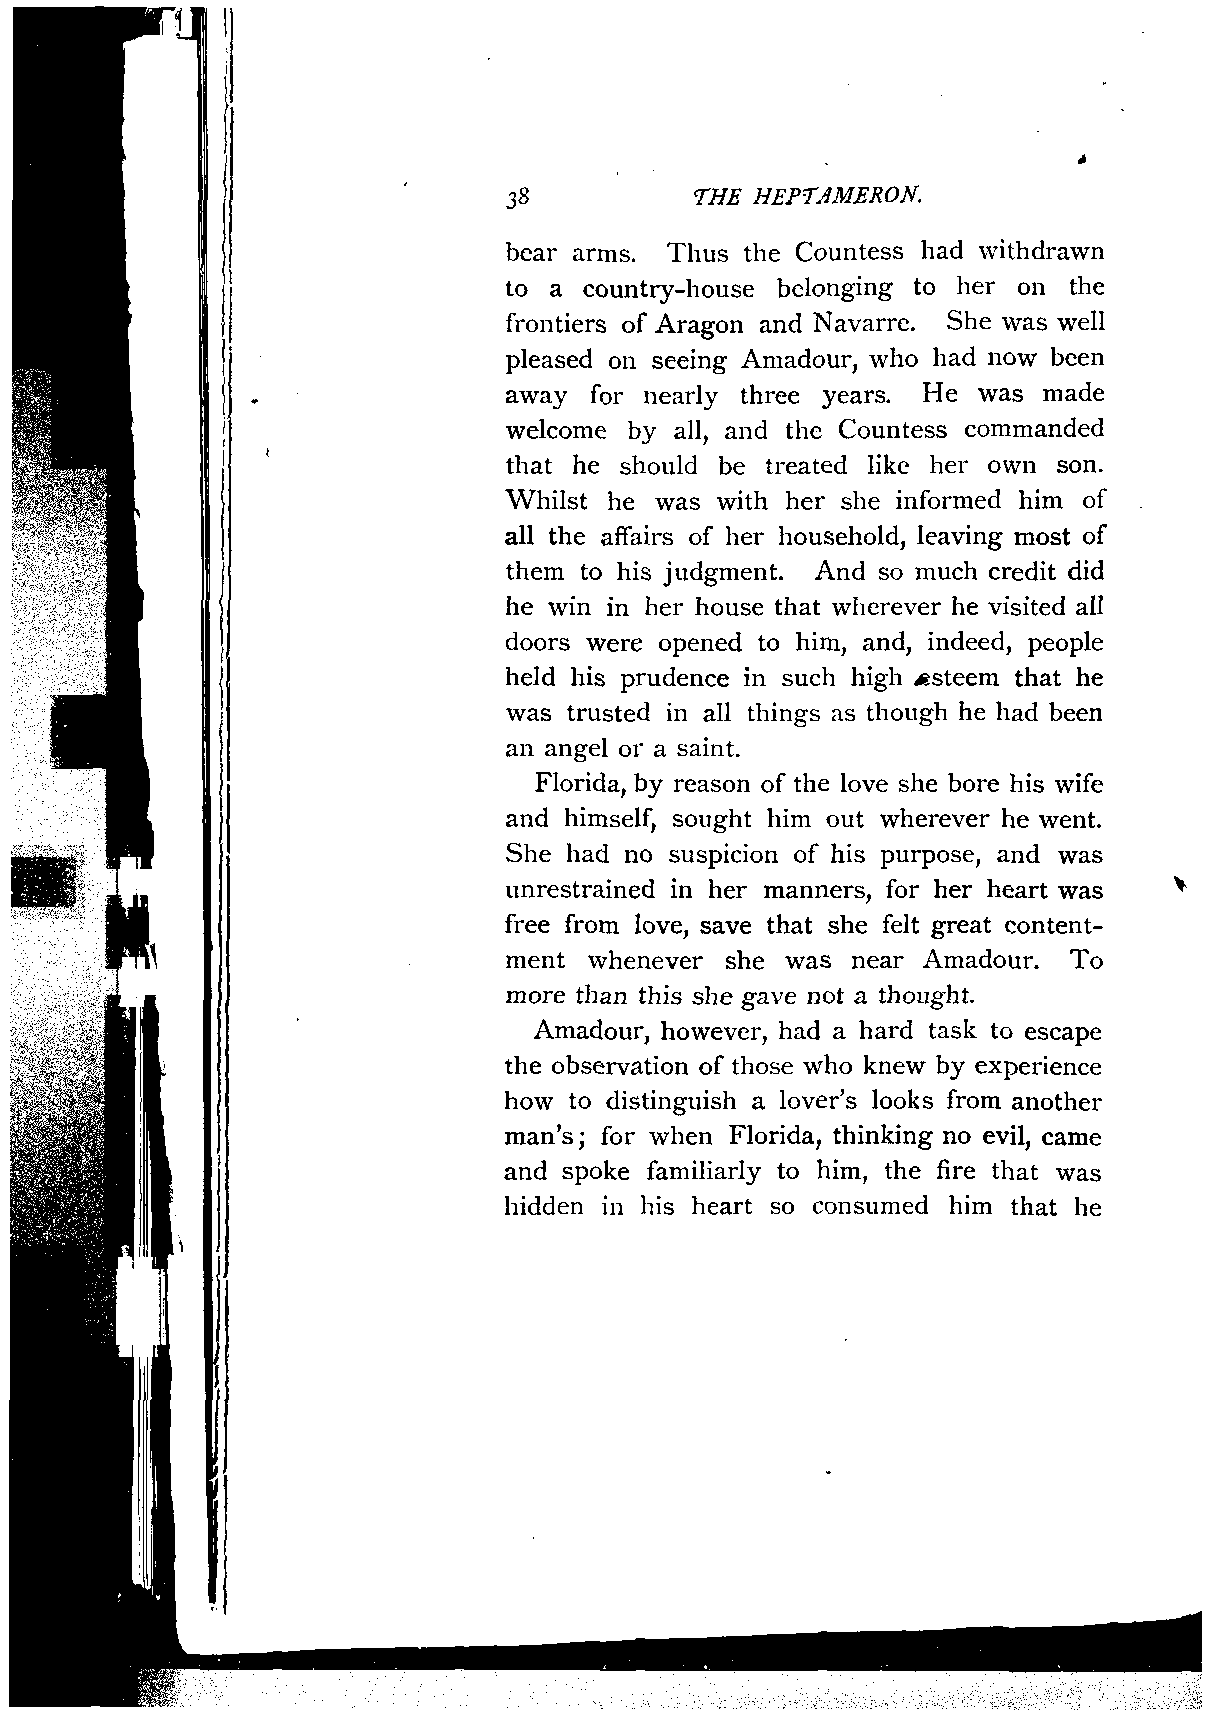 38 THE HEPTAMERON.
bear arms. Thus the Countess had withdrawn
to a country-house belonging to her on the
frontiers of Aragon and Navarre. She was well
pleased on seeing Amadour, who had now been
away for nearly three years. He was made
welcome by all, and the Countess commanded
that he should be treated like her own son.
Whilst he was with her she informed him of
all the affairs of her household, leaving most of
them to his judgment. And so much credit did
he win in her house that wherever he visited all
doors were opened to him, and, indeed, people
held his prudence in such high esteem that he
was trusted in all things as though he had been
an angel or a saint.
Florida, by reason of the love she bore his wife
and himself, sought him out wherever he went.
She had no suspicion of his purpose, and was
unrestrained in her manners, for her heart was
free from love, save that she felt great content-
ment whenever she was near Amadour. To
more than this she gave not a thought.
Amadour, however, had a hard task to escape
the observation of those who knew by experience
how to distinguish a lover's looks from another
man's; for when Florida, thinking no evil, came
and spoke familiarly to him, the fire that was
hidden in his heart so consumed him that he